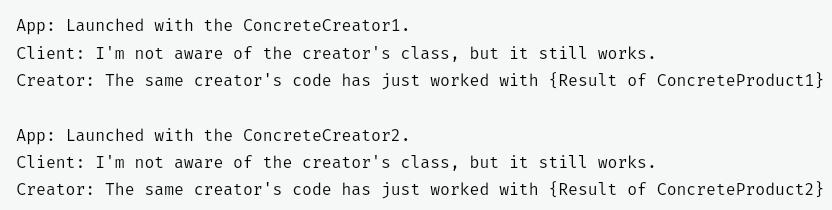 App: Launched with the ConcreteCreator1.
Client: I'm not aware of the creator's class, but it still works.
Creator: The same creator's code has just worked with {Result of ConcreteProduct1}
App: Launched with the ConcreteCreator2.
Client: I'm not aware of the creator's class, but it still works.
Creator: The same creator's code has just worked with {Result of ConcreteProduct2}